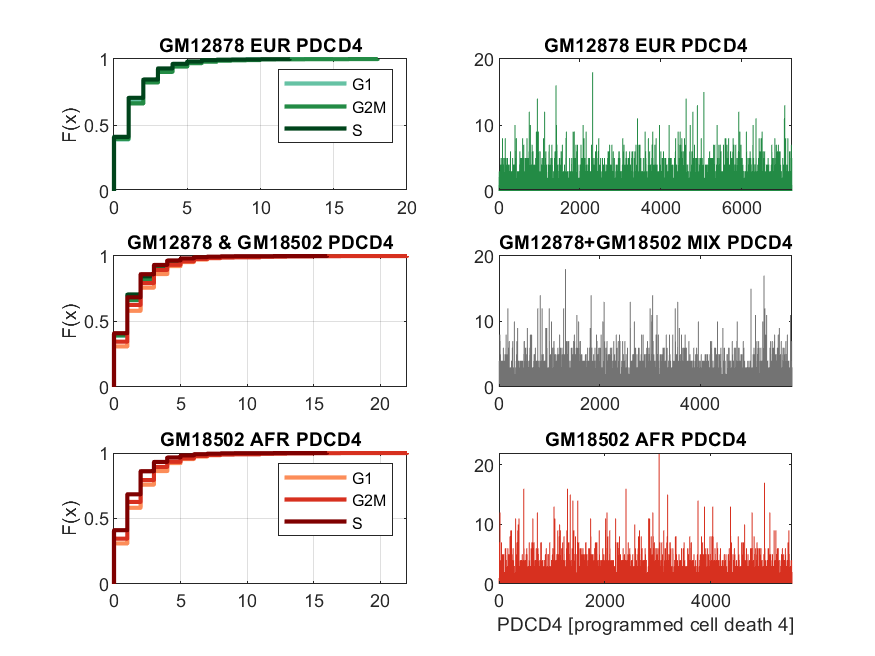 GM12878 EUR PDCD4
1
0.5
0
F(x)
0 5 10 15 20
G1
G2M
S
GM12878 EUR PDCD4
20
10
0
0 2000 4000 6000
GM12878 & GM18502 PDCD4
1
0.5
0
F(x)
0 5 10 15 20
GM12878+GM18502 MIX PDCD4
20
10
0
0 2000 4000
GM18502 AFR PDCD4
1
0.5
0
F(x)
0 5 10 15 20
G1
G2M
S
GM18502 AFR PDCD4
20
10
0
0 2000 4000
PDCD4 [programmed cell death 4]